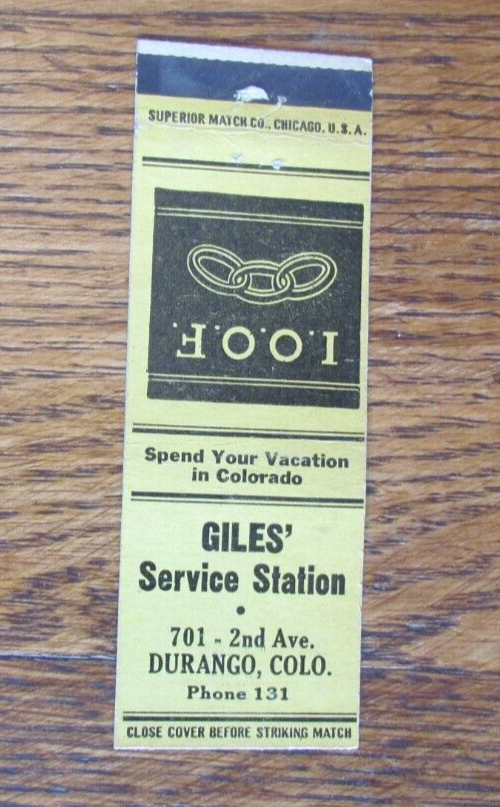 SUPERIOR MATCH CO., CHICAGO, U.S.A.
I.O.O.F.
Spend Your Vacation
in Colorado
GILES'
Service Station
•
701 - 2nd Ave.
DURANGO, COLO.
Phone 131
CLOSE COVER BEFORE STRIKING MATCH